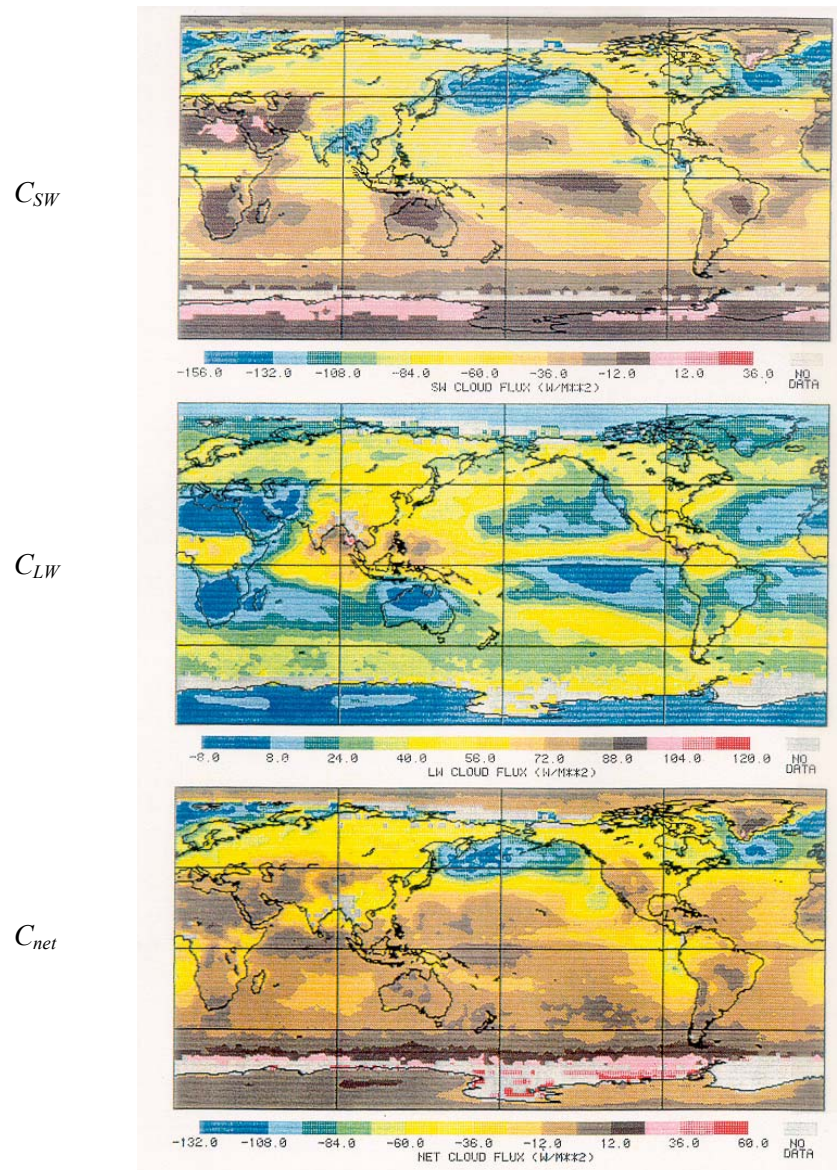 C_SW
-156.0 -132.0 -108.0 -84.0 -60.0 -36.0 -12.0 12.0 36.0 NO DATA
SW CLOUD FLUX (W/M**2)
C_LW
-8.0 8.0 24.0 40.0 56.0 72.0 88.0 104.0 120.0 NO DATA
LW CLOUD FLUX (W/M**2)
C_net
-132.0 -108.0 -84.0 -60.0 -36.0 -12.0 12.0 36.0 60.0 NO DATA
NET CLOUD FLUX (W/M**2)